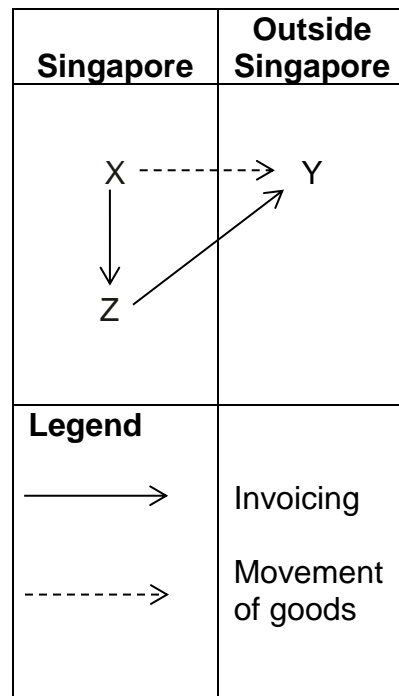 Singapore
Outside
Singapore
X
Y
Z
Legend
Invoicing
Movement
of goods